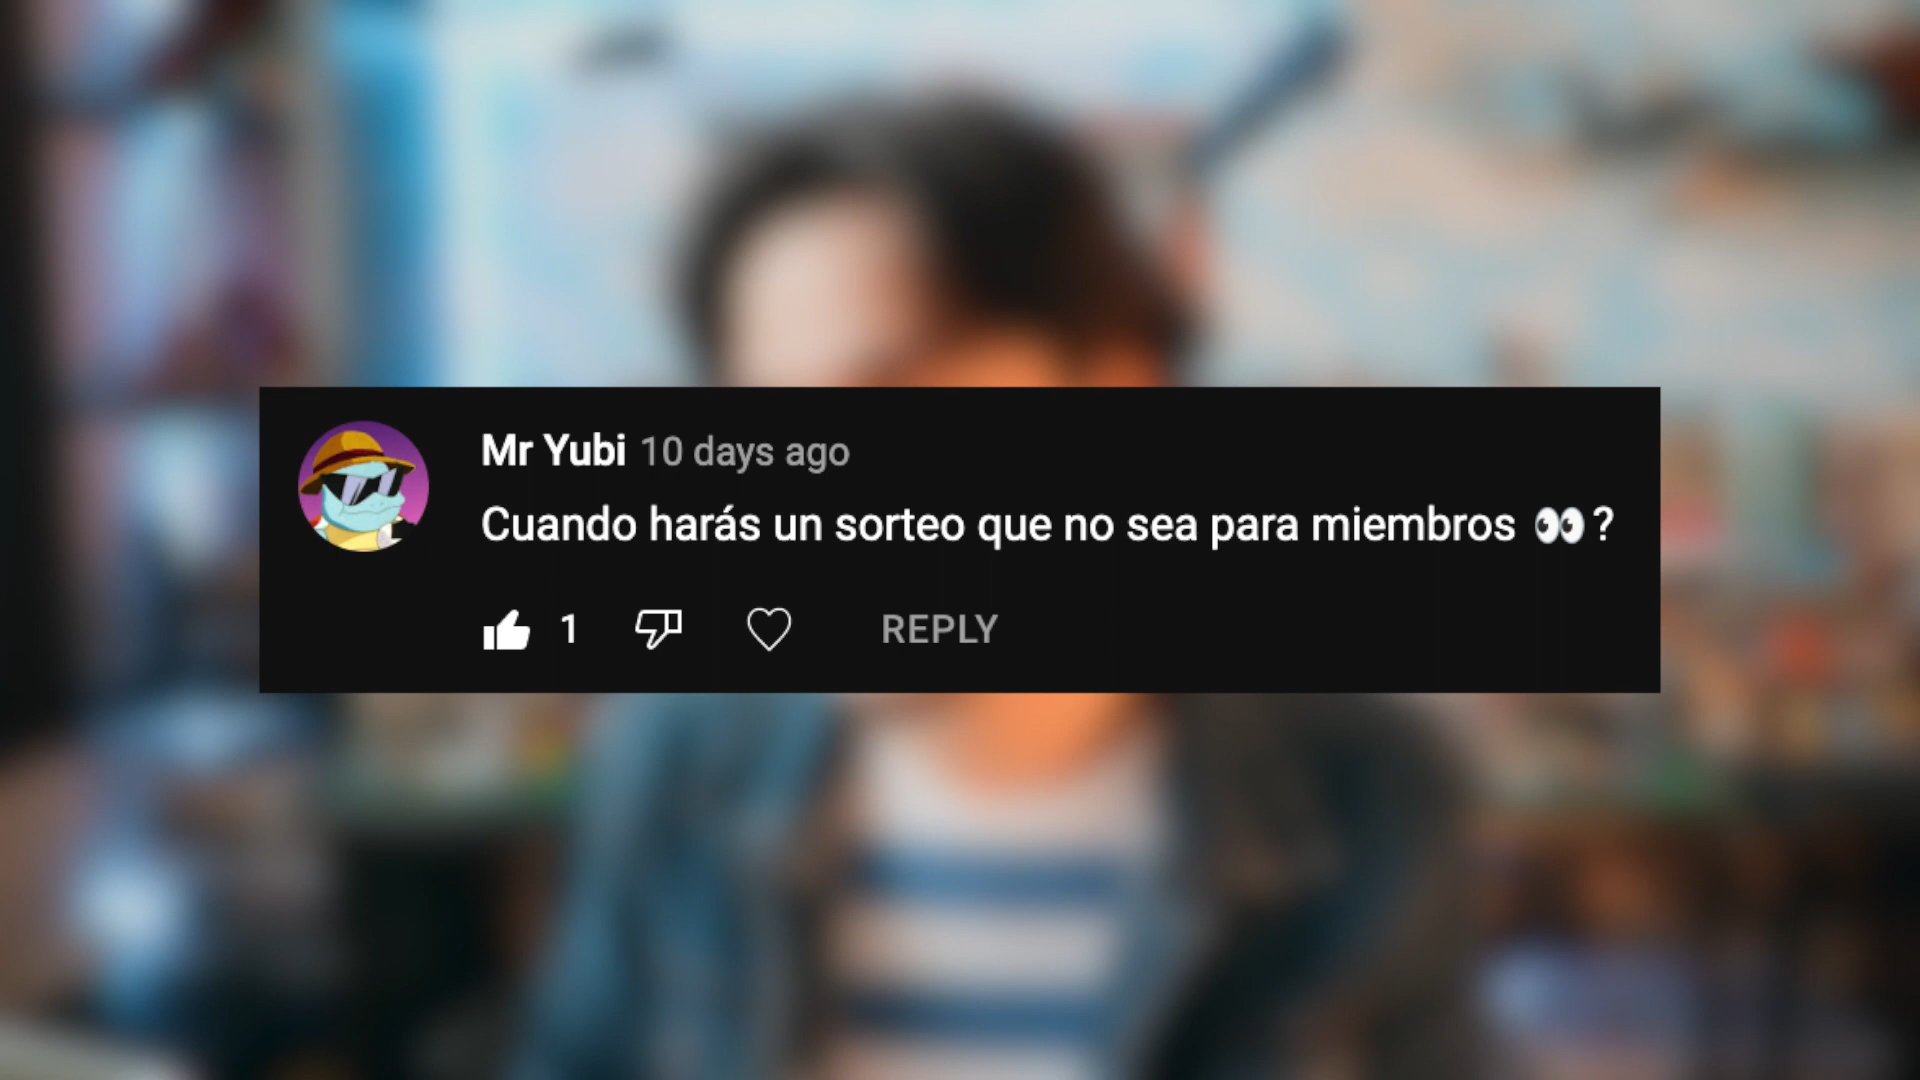 Mr Yubi 10 days ago
Cuando harás un sorteo que no sea para miembros 👀?
1 REPLY